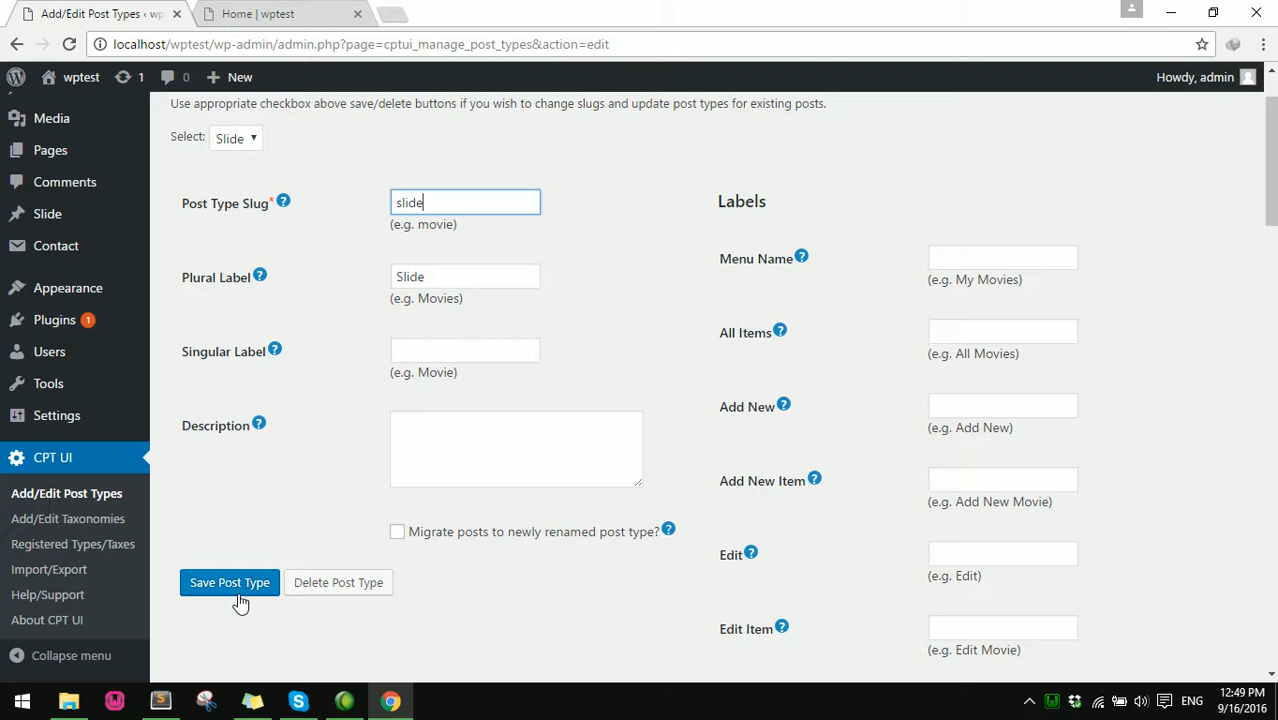 Add/Edit Post Types ‹ wp
Home | wptest
localhost/wptest/wp-admin/admin.php?page=cptui_manage_post_types&action=edit
wptest
1
0
New
Howdy, admin
Media
Pages
Comments
Slide
Contact
Appearance
Plugins 1
Users
Tools
Settings
CPT UI
Add/Edit Post Types
Add/Edit Taxonomies
Registered Types/Taxes
Import/Export
Help/Support
About CPT UI
Collapse menu
Use appropriate checkbox above save/delete buttons if you wish to change slugs and update post types for existing posts.
Select: Slide
Post Type Slug* ?
slide
(e.g. movie)
Plural Label ?
Slide
(e.g. Movies)
Singular Label ?
(e.g. Movie)
Description ?
Migrate posts to newly renamed post type? ?
Save Post Type
Delete Post Type
Labels
Menu Name ?
(e.g. My Movies)
All Items ?
(e.g. All Movies)
Add New ?
(e.g. Add New)
Add New Item ?
(e.g. Add New Movie)
Edit ?
(e.g. Edit)
Edit Item ?
(e.g. Edit Movie)
ENG
12:49 PM
9/16/2016